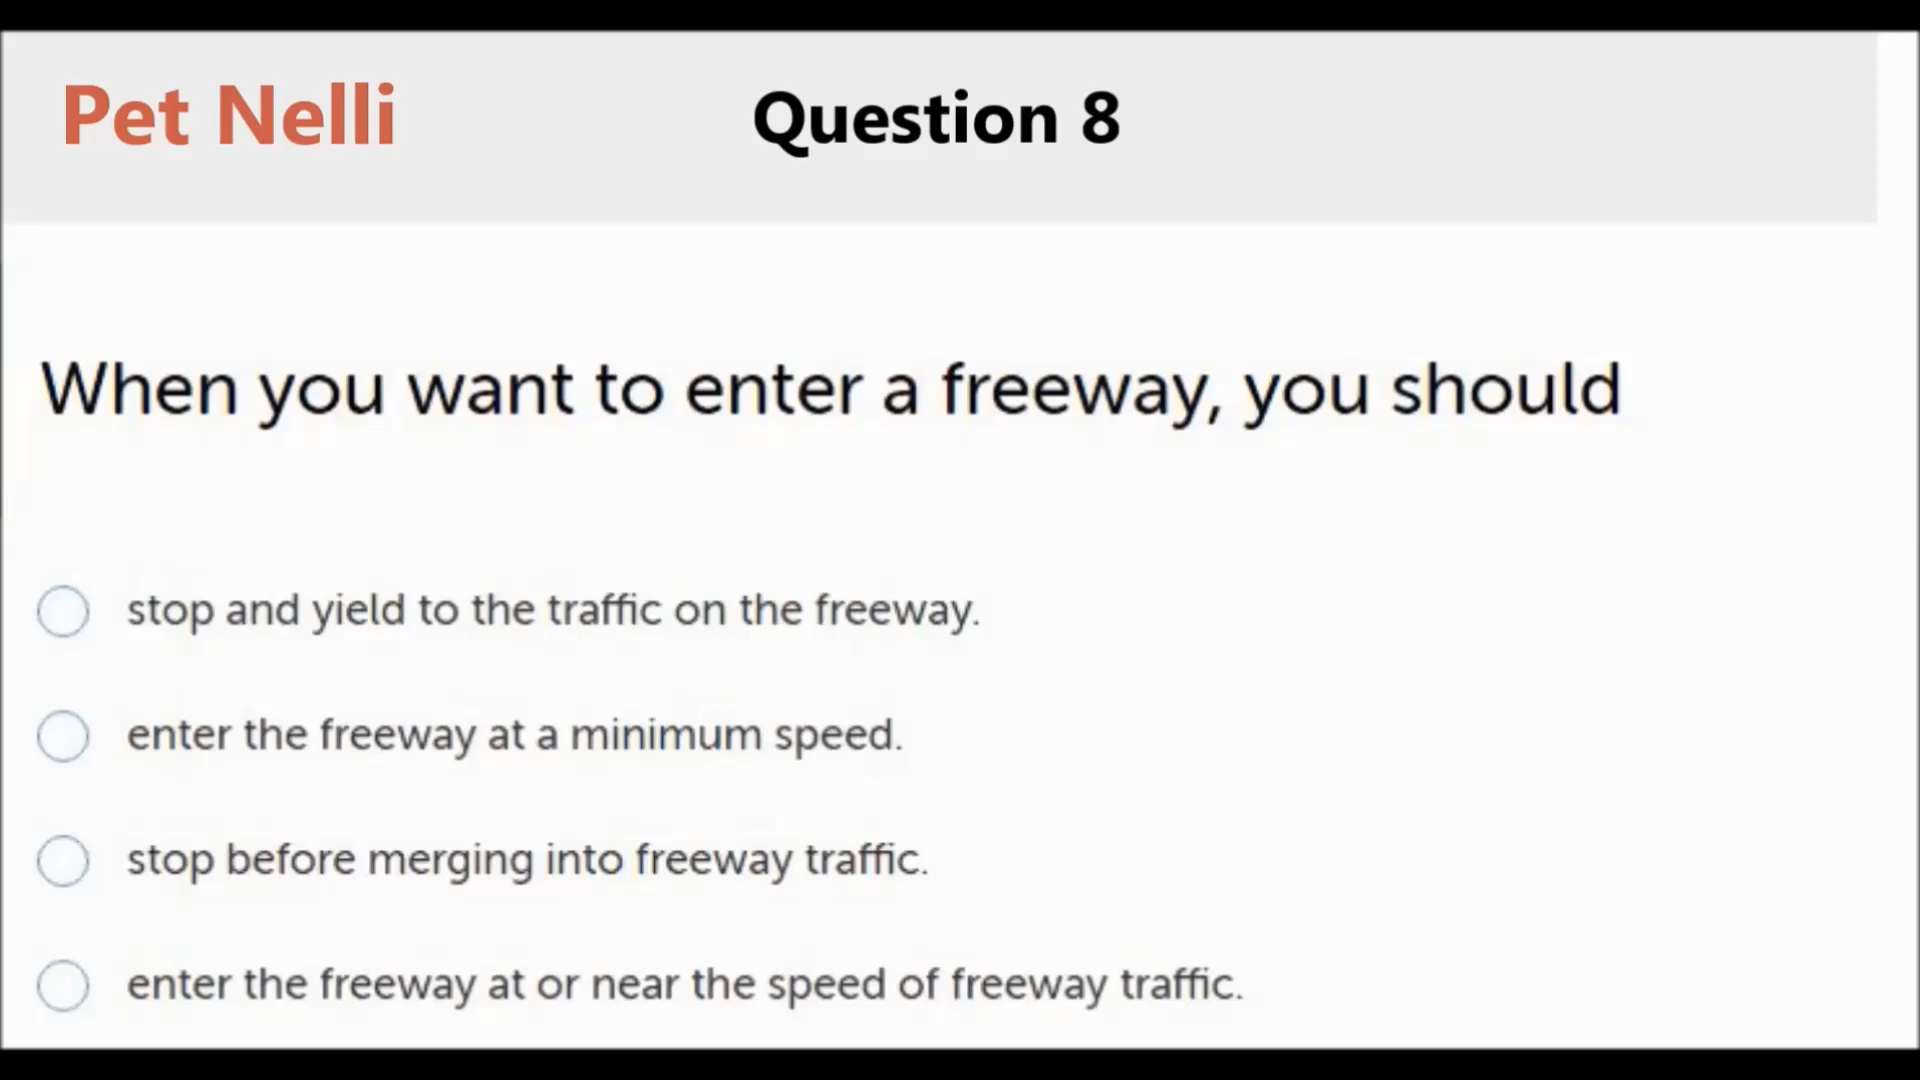 Pet Nelli
Question 8
When you want to enter a freeway, you should
stop and yield to the traffic on the freeway.
enter the freeway at a minimum speed.
stop before merging into freeway traffic.
enter the freeway at or near the speed of freeway traffic.